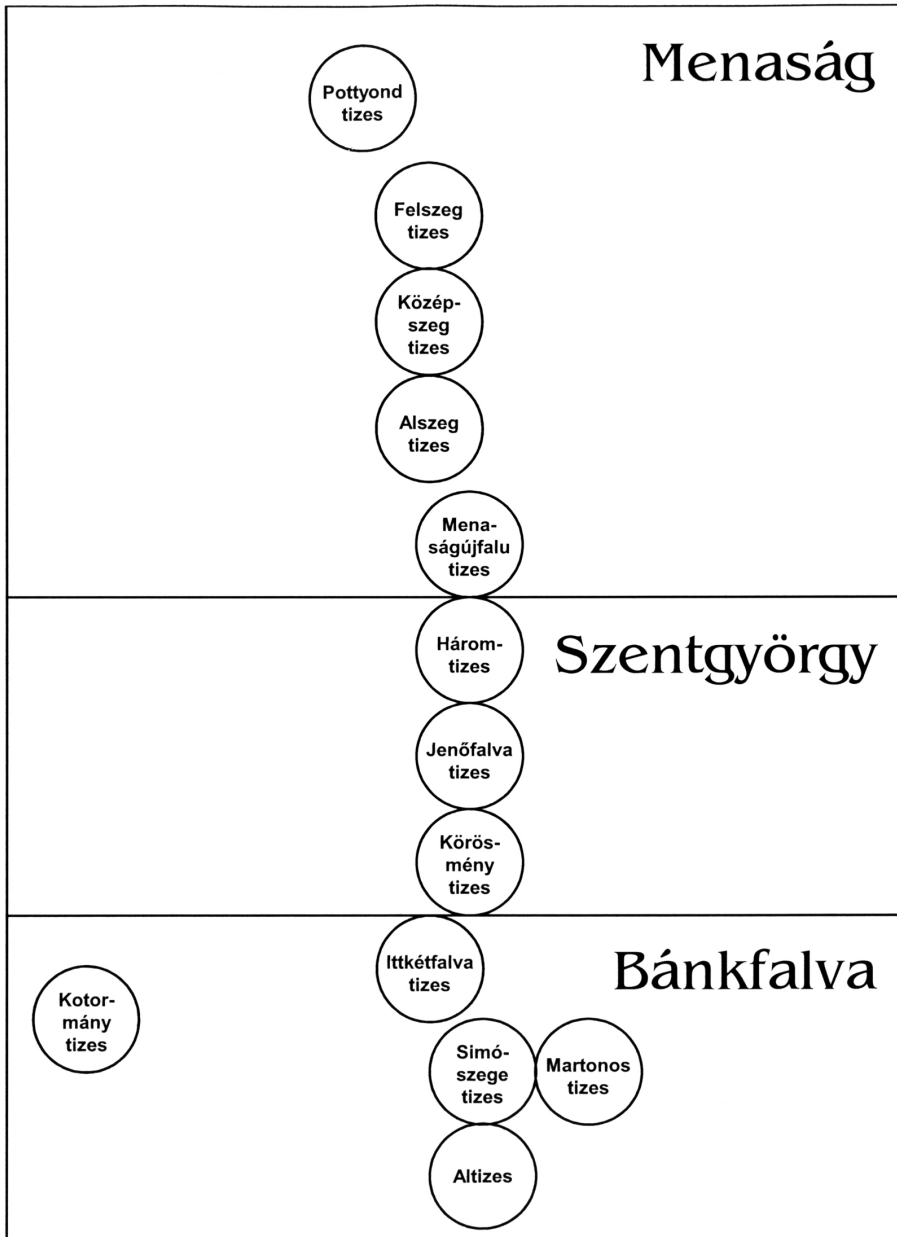 Menaság
Pottyond
tizes
Felszeg
tizes
Közép-
szeg
tizes
Alszeg
tizes
Mena-
ságújfalu
tizes
Szentgyörgy
Három-
tizes
Jenőfalva
tizes
Körös-
mény
tizes
Bánkfalva
Ittkétfalva
tizes
Kotor-
mány
tizes
Simó-
szege
tizes
Martonos
tizes
Altizes